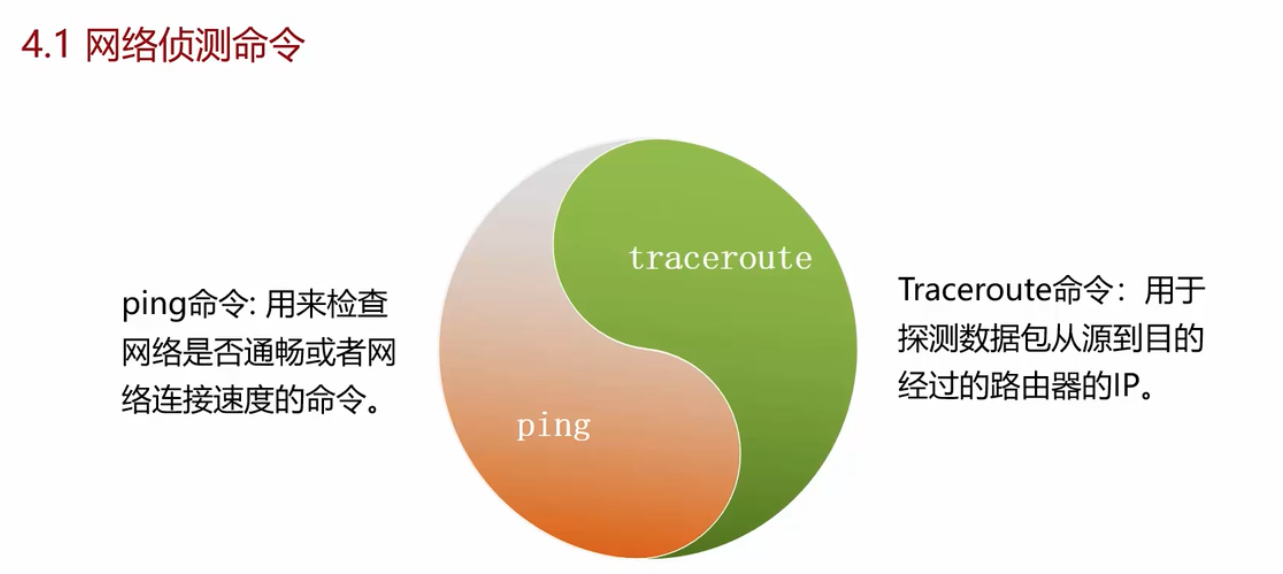 4.1 网络侦测命令
traceroute
ping
ping命令: 用来检查
网络是否通畅或者网
络连接速度的命令。
Traceroute命令：用于
探测数据包从源到目的
经过的路由器的IP。